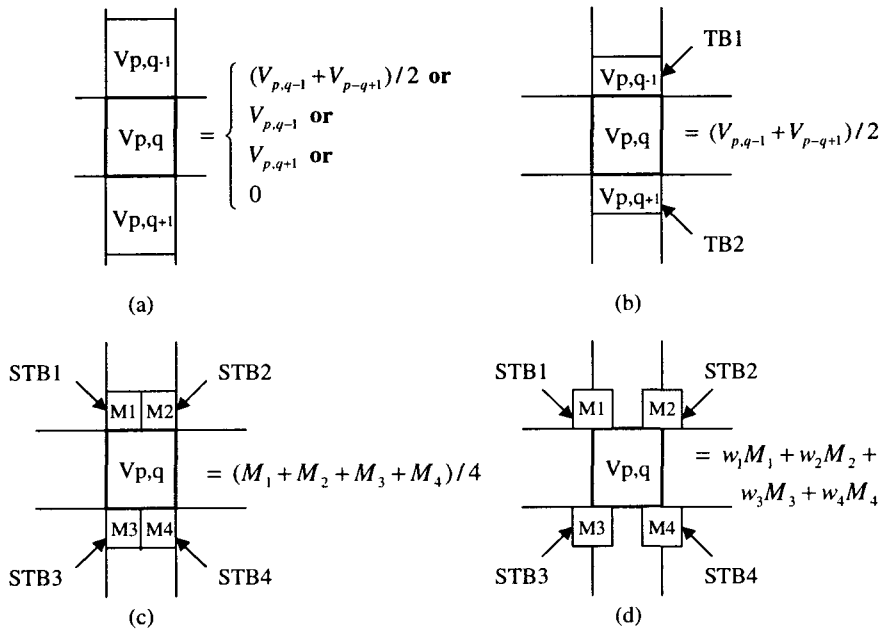 Vp,q-1
Vp,q
Vp,q+1
=
(V_{p,q-1} + V_{p-q+1})/2 or
V_{p,q-1} or
V_{p,q+1} or
0
(a)
TB1
Vp,q-1
Vp,q
= (V_{p,q-1} + V_{p-q+1})/2
Vp,q+1
TB2
(b)
STB1
STB2
M1 M2
Vp,q
= (M_1 + M_2 + M_3 + M_4)/4
M3 M4
STB3
STB4
(c)
STB1
STB2
M1 M2
Vp,q
= w_1M_1 + w_2M_2 +
w_3M_3 + w_4M_4
M3 M4
STB3
STB4
(d)